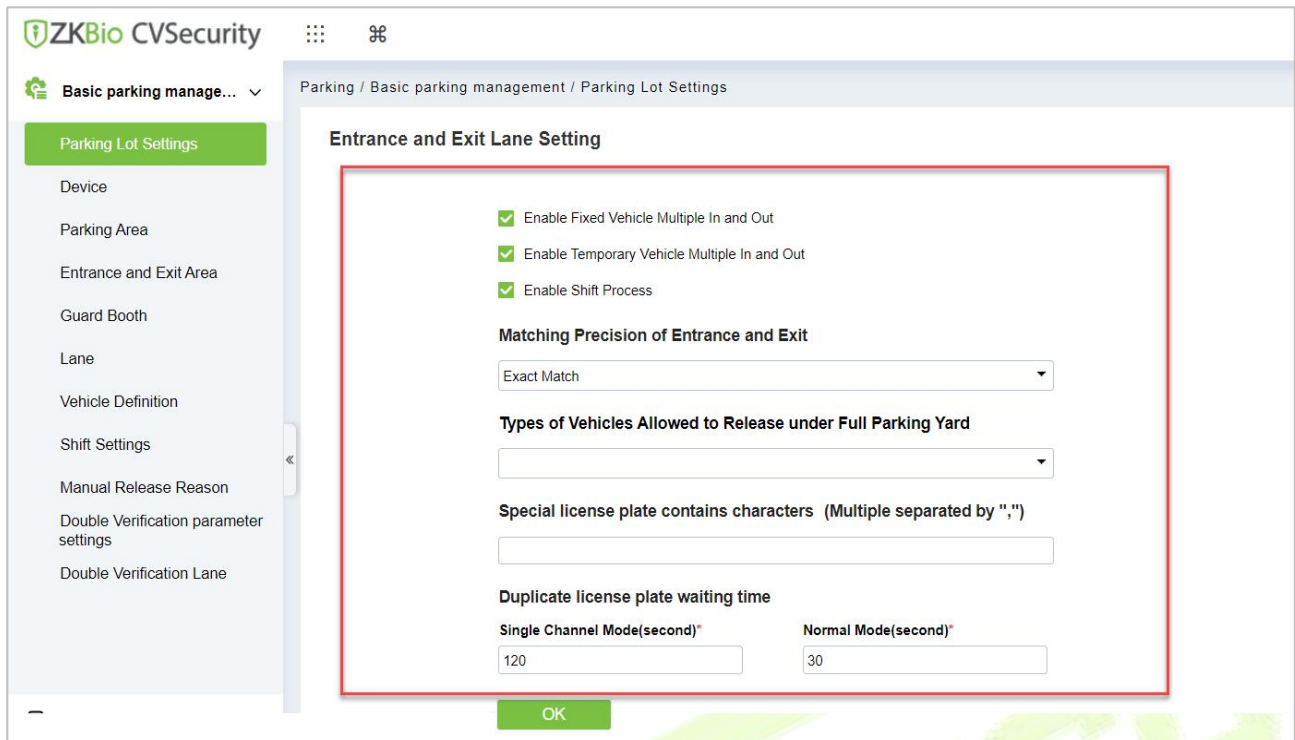 ZKBio CVSecurity
Basic parking manage...
Parking / Basic parking management / Parking Lot Settings
Parking Lot Settings
Device
Parking Area
Entrance and Exit Area
Guard Booth
Lane
Vehicle Definition
Shift Settings
Manual Release Reason
Double Verification parameter
settings
Double Verification Lane
Entrance and Exit Lane Setting
Enable Fixed Vehicle Multiple In and Out
Enable Temporary Vehicle Multiple In and Out
Enable Shift Process
Matching Precision of Entrance and Exit
Exact Match
Types of Vehicles Allowed to Release under Full Parking Yard
Special license plate contains characters (Multiple separated by ",")
Duplicate license plate waiting time
Single Channel Mode(second)* Normal Mode(second)*
120 30
OK